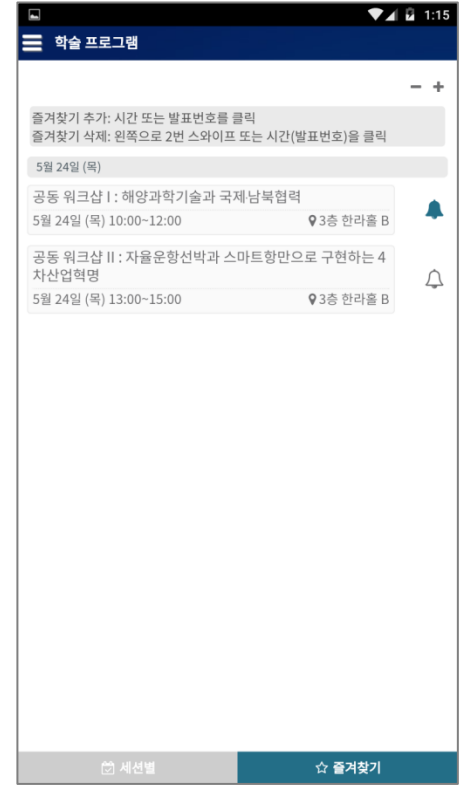 1:15
학술 프로그램
- +
즐겨찾기 추가: 시간 또는 발표번호를 클릭
즐겨찾기 삭제: 왼쪽으로 2번 스와이프 또는 시간(발표번호)을 클릭
5월 24일 (목)
공동 워크샵 I : 해양과학기술과 국제남북협력
5월 24일 (목) 10:00~12:00 3층 한라홀 B
공동 워크샵 II : 자율운항선박과 스마트항만으로 구현하는 4
차산업혁명
5월 24일 (목) 13:00~15:00 3층 한라홀 B
세션별 즐겨찾기